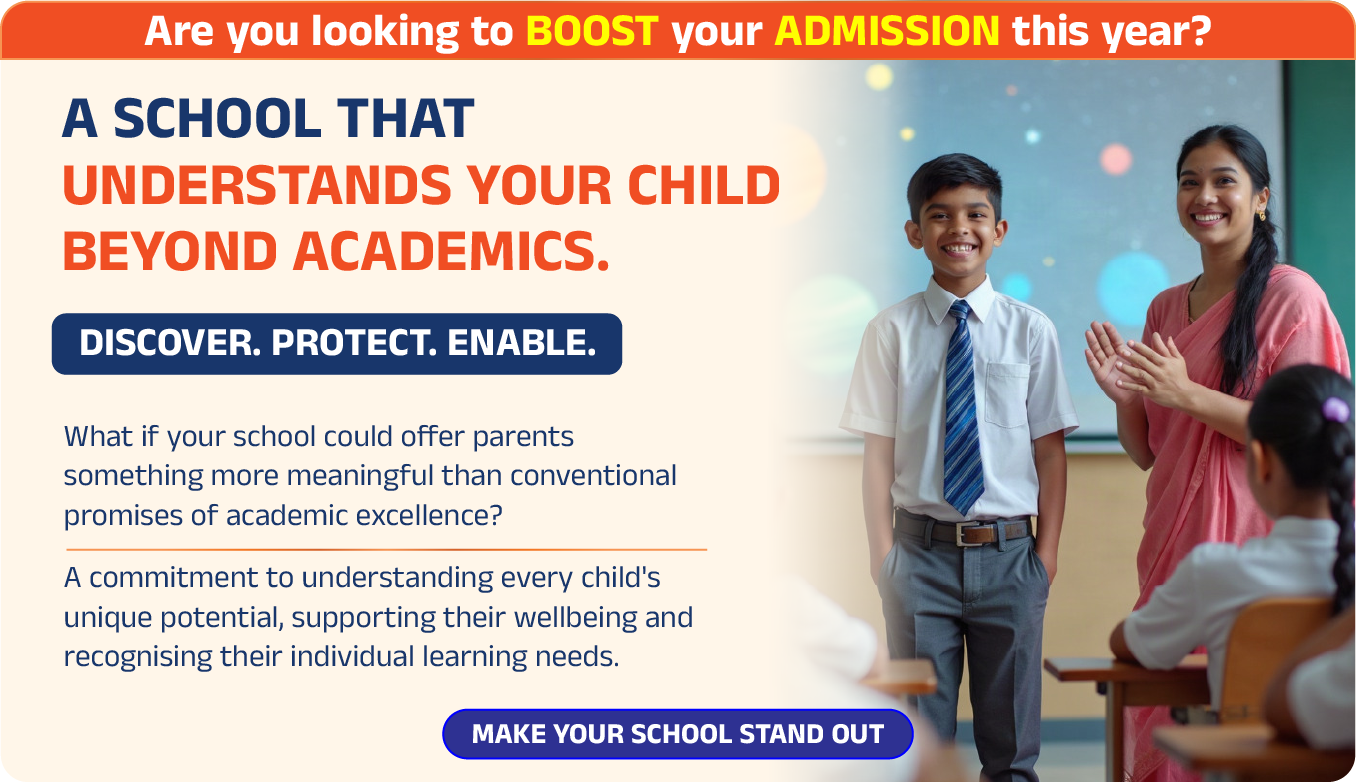 Are you looking to BOOST your ADMISSION this year?
A SCHOOL THAT
UNDERSTANDS YOUR CHILD
BEYOND ACADEMICS.
DISCOVER. PROTECT. ENABLE.
What if your school could offer parents
something more meaningful than conventional
promises of academic excellence?
A commitment to understanding every child's
unique potential, supporting their wellbeing and
recognising their individual learning needs.
MAKE YOUR SCHOOL STAND OUT